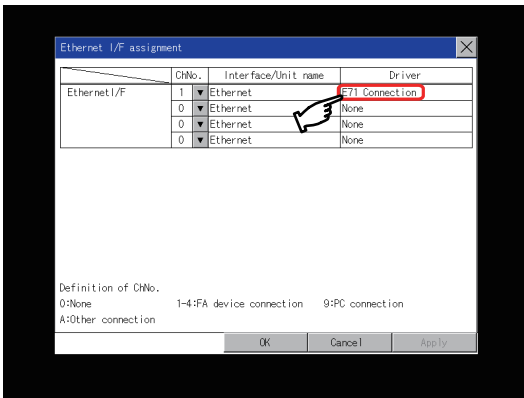 Ethernet I/F assignment
ChNo. Interface/Unit name Driver
EthernetI/F 1 ▼ Ethernet E71 Connection
0 ▼ Ethernet None
0 ▼ Ethernet None
0 ▼ Ethernet None
Definition of ChNo.
0:None 1-4:FA device connection 9:PC connection
A:Other connection
OK Cancel Apply